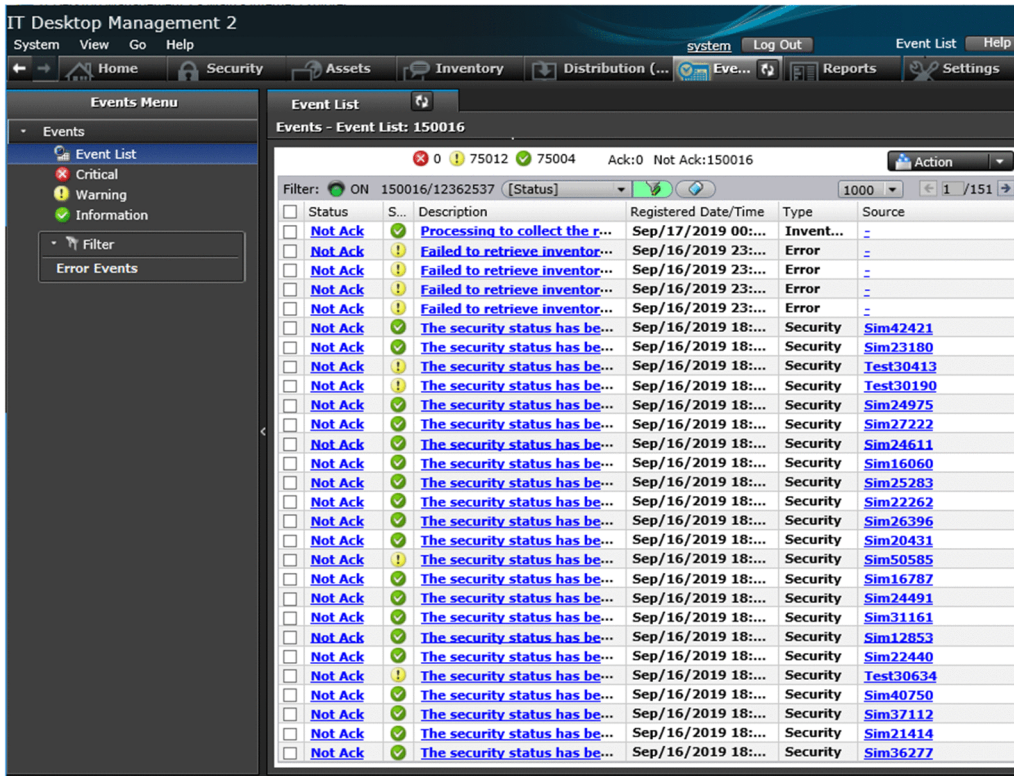 IT Desktop Management 2
System View Go Help system Log Out Event List Help
Home Security Assets Inventory Distribution (... Eve... Reports Settings
Events Menu
Events
Event List
Critical
Warning
Information
Filter
Error Events
Event List
Events - Event List: 150016
0 75012 75004 Ack:0 Not Ack:150016 Action
Filter: ON 150016/12362537 [Status] 1000 1 /151
Status S... Description Registered Date/Time Type Source
Not Ack Processing to collect the r... Sep/17/2019 00:... Invent... -
Not Ack Failed to retrieve inventor... Sep/16/2019 23:... Error -
Not Ack Failed to retrieve inventor... Sep/16/2019 23:... Error -
Not Ack Failed to retrieve inventor... Sep/16/2019 23:... Error -
Not Ack Failed to retrieve inventor... Sep/16/2019 23:... Error -
Not Ack The security status has be... Sep/16/2019 18:... Security Sim42421
Not Ack The security status has be... Sep/16/2019 18:... Security Sim23180
Not Ack The security status has be... Sep/16/2019 18:... Security Test30413
Not Ack The security status has be... Sep/16/2019 18:... Security Test30190
Not Ack The security status has be... Sep/16/2019 18:... Security Sim24975
Not Ack The security status has be... Sep/16/2019 18:... Security Sim27222
Not Ack The security status has be... Sep/16/2019 18:... Security Sim24611
Not Ack The security status has be... Sep/16/2019 18:... Security Sim16060
Not Ack The security status has be... Sep/16/2019 18:... Security Sim25283
Not Ack The security status has be... Sep/16/2019 18:... Security Sim22262
Not Ack The security status has be... Sep/16/2019 18:... Security Sim26396
Not Ack The security status has be... Sep/16/2019 18:... Security Sim20431
Not Ack The security status has be... Sep/16/2019 18:... Security Sim50585
Not Ack The security status has be... Sep/16/2019 18:... Security Sim16787
Not Ack The security status has be... Sep/16/2019 18:... Security Sim24491
Not Ack The security status has be... Sep/16/2019 18:... Security Sim31161
Not Ack The security status has be... Sep/16/2019 18:... Security Sim12853
Not Ack The security status has be... Sep/16/2019 18:... Security Sim22440
Not Ack The security status has be... Sep/16/2019 18:... Security Test30634
Not Ack The security status has be... Sep/16/2019 18:... Security Sim40750
Not Ack The security status has be... Sep/16/2019 18:... Security Sim37112
Not Ack The security status has be... Sep/16/2019 18:... Security Sim21414
Not Ack The security status has be... Sep/16/2019 18:... Security Sim36277